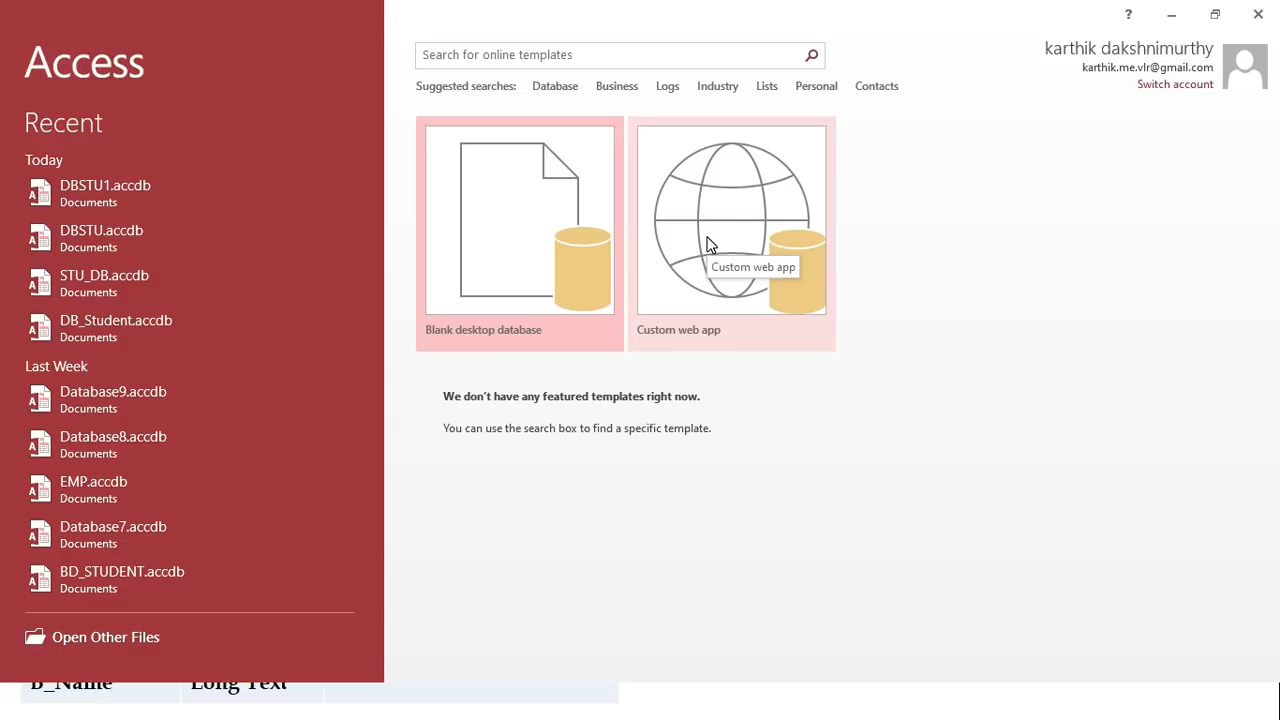 ?
Access
Search for online templates
karthik dakshnimurthy
karthik.me.vlr@gmail.com
Switch account
Suggested searches: Database Business Logs Industry Lists Personal Contacts
Recent
Today
DBSTU1.accdb
Documents
DBSTU.accdb
Documents
STU_DB.accdb
Documents
DB_Student.accdb
Documents
Last Week
Database9.accdb
Documents
Database8.accdb
Documents
EMP.accdb
Documents
Database7.accdb
Documents
BD_STUDENT.accdb
Documents
Open Other Files
Custom web app
Blank desktop database
Custom web app
We don't have any featured templates right now.
You can use the search box to find a specific template.
B_Name Long Text